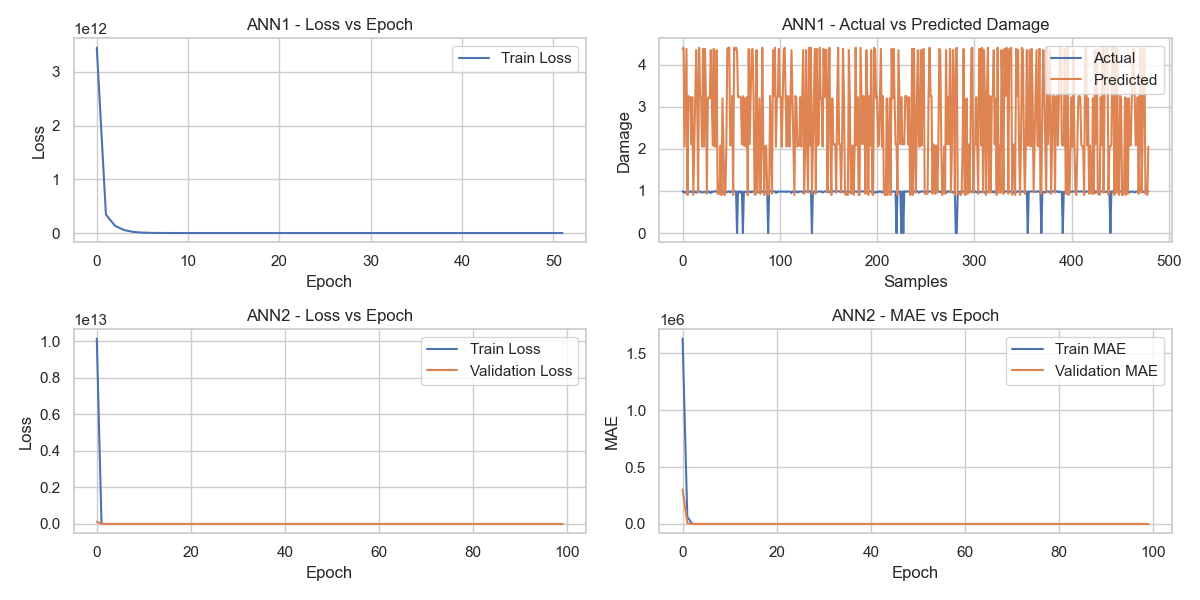 ANN1 - Loss vs Epoch
1e12
Train Loss
3
2
1
0
Loss
0 10 20 30 40 50
Epoch
ANN1 - Actual vs Predicted Damage
Actual
Predicted
4
3
2
1
0
Damage
0 100 200 300 400 500
Samples
ANN2 - Loss vs Epoch
1e13
Train Loss
Validation Loss
1.0
0.8
0.6
0.4
0.2
0.0
Loss
0 20 40 60 80 100
Epoch
ANN2 - MAE vs Epoch
1e6
Train MAE
Validation MAE
1.5
1.0
0.5
0.0
MAE
0 20 40 60 80 100
Epoch